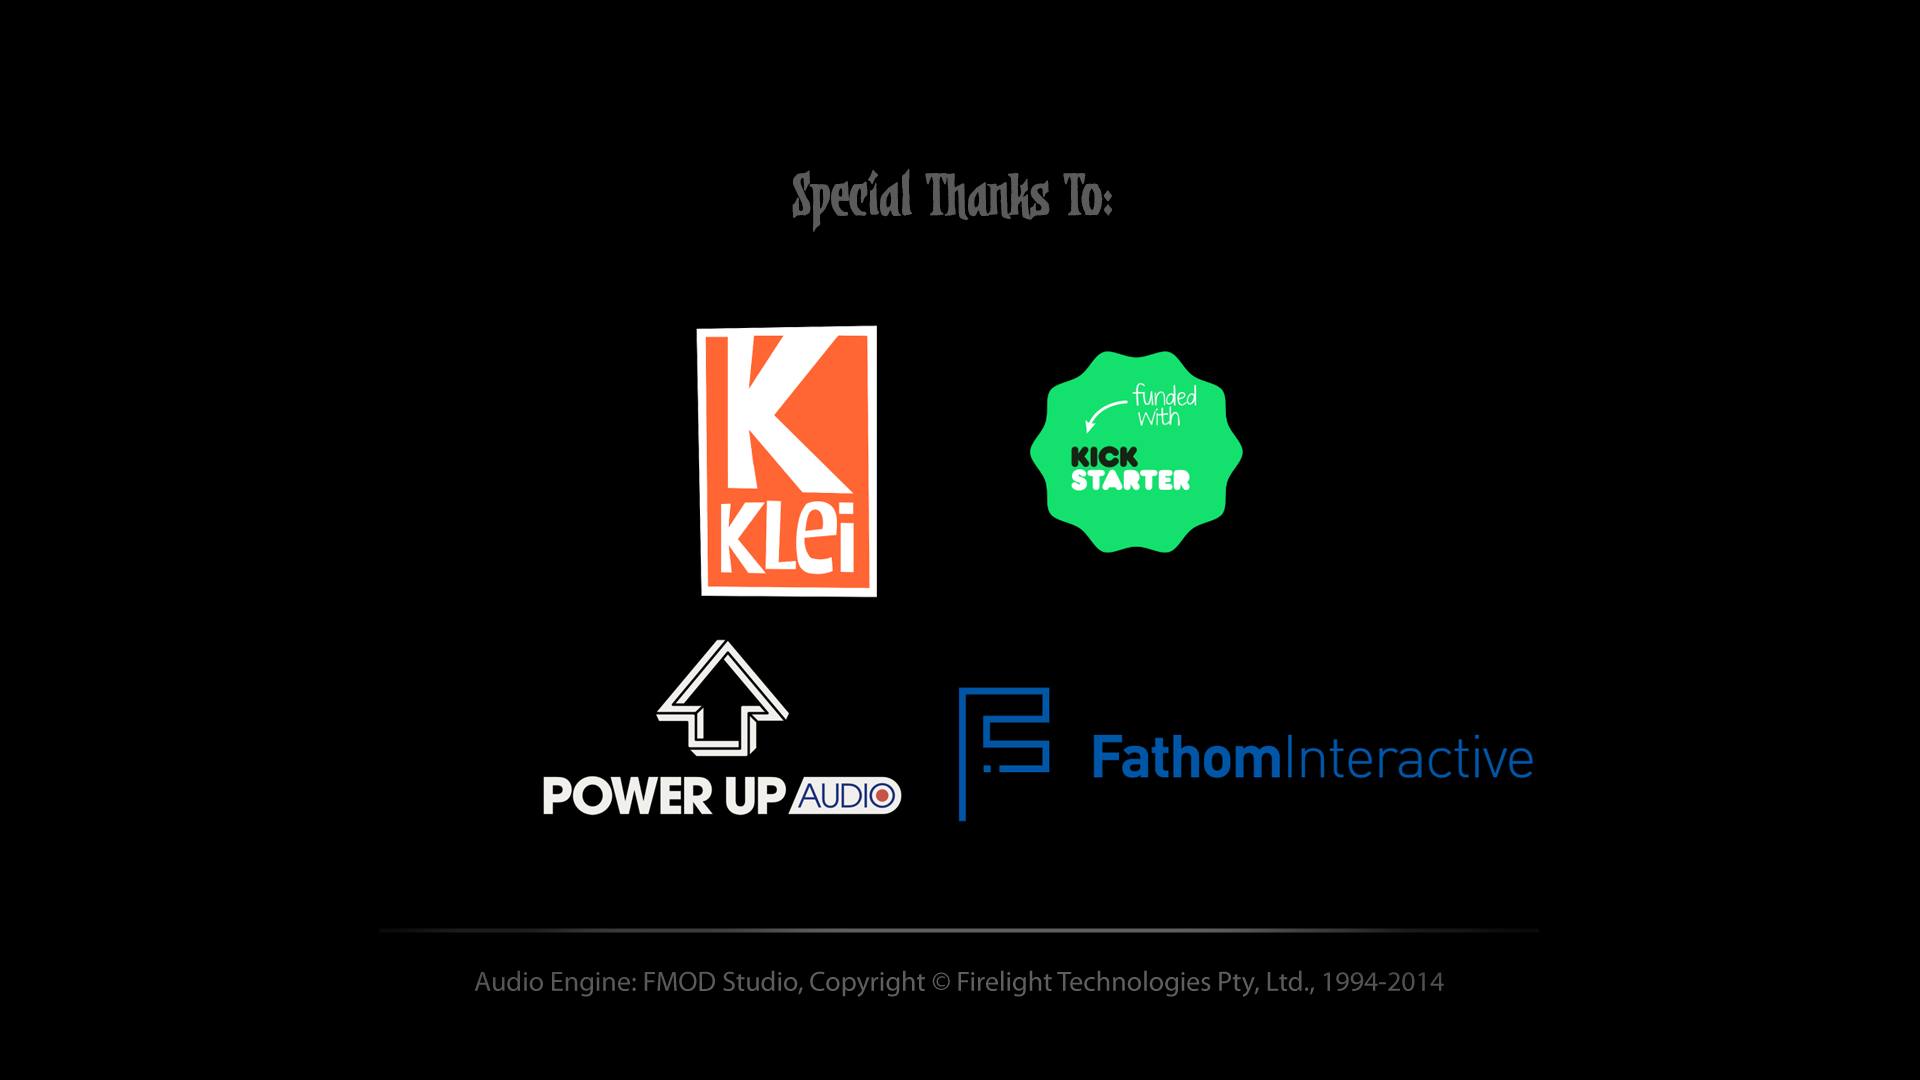 Special Thanks To:
K
KLei
funded
with
KICK
STARTER
POWER UP AUDIO
FathomInteractive
Audio Engine: FMOD Studio, Copyright © Firelight Technologies Pty, Ltd., 1994-2014